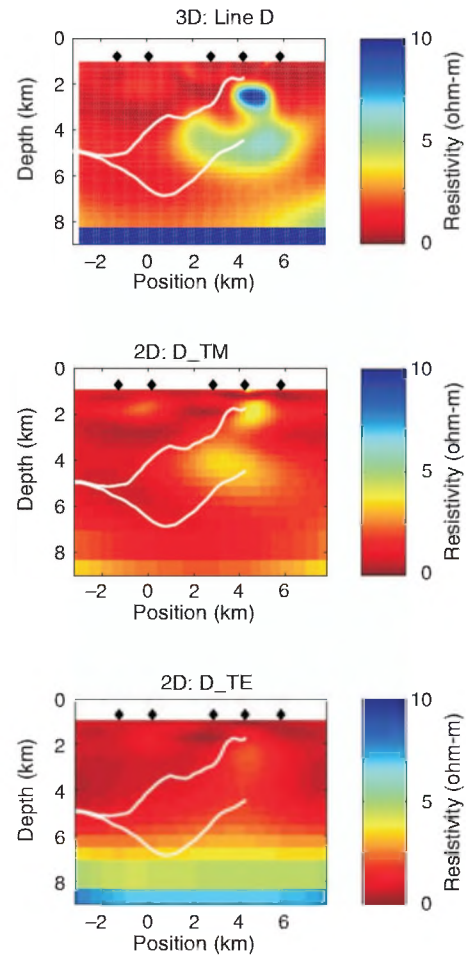 3D: Line D
0
2
4
6
8
Depth (km)
−2 0 2 4 6
Position (km)
10
5
0
Resistivity (ohm-m)
2D: D_TM
0
2
4
6
8
Depth (km)
−2 0 2 4 6
Position (km)
10
5
0
Resistivity (ohm-m)
2D: D_TE
0
2
4
6
8
Depth (km)
−2 0 2 4 6
Position (km)
10
5
0
Resistivity (ohm-m)